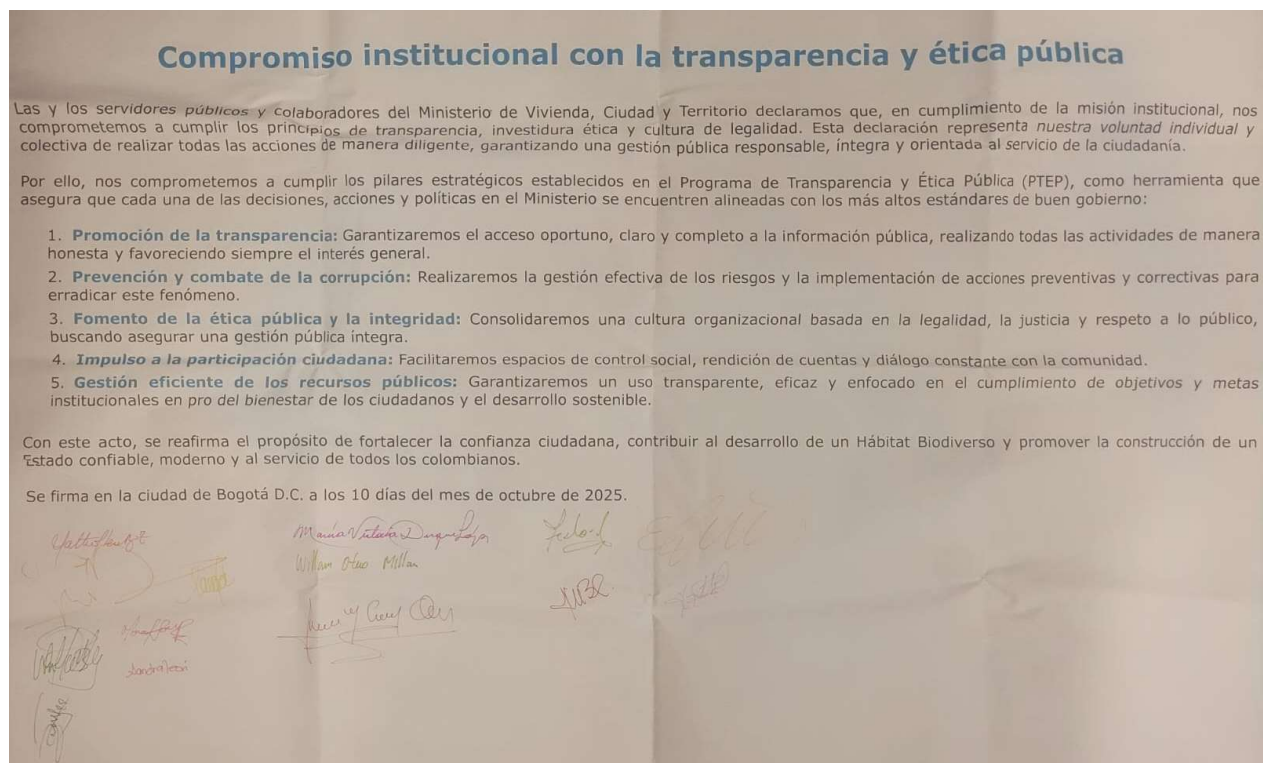 Compromiso institucional con la transparencia y ética pública
Las y los servidores públicos y colaboradores del Ministerio de Vivienda, Ciudad y Territorio declaramos que, en cumplimiento de la misión institucional, nos
comprometemos a cumplir los principios de transparencia, investidura ética y cultura de legalidad. Esta declaración representa nuestra voluntad individual y
colectiva de realizar todas las acciones de manera diligente, garantizando una gestión pública responsable, íntegra y orientada al servicio de la ciudadanía.
Por ello, nos comprometemos a cumplir los pilares estratégicos establecidos en el Programa de Transparencia y Ética Pública (PTEP), como herramienta que
asegura que cada una de las decisiones, acciones y políticas en el Ministerio se encuentren alineadas con los más altos estándares de buen gobierno:
1. Promoción de la transparencia: Garantizaremos el acceso oportuno, claro y completo a la información pública, realizando todas las actividades de manera
honesta y favoreciendo siempre el interés general.
2. Prevención y combate de la corrupción: Realizaremos la gestión efectiva de los riesgos y la implementación de acciones preventivas y correctivas para
erradicar este fenómeno.
3. Fomento de la ética pública y la integridad: Consolidaremos una cultura organizacional basada en la legalidad, la justicia y respeto a lo público,
buscando asegurar una gestión pública íntegra.
4. Impulso a la participación ciudadana: Facilitaremos espacios de control social, rendición de cuentas y diálogo constante con la comunidad.
5. Gestión eficiente de los recursos públicos: Garantizaremos un uso transparente, eficaz y enfocado en el cumplimiento de objetivos y metas
institucionales en pro del bienestar de los ciudadanos y el desarrollo sostenible.
Con este acto, se reafirma el propósito de fortalecer la confianza ciudadana, contribuir al desarrollo de un Hábitat Biodiverso y promover la construcción de un
Estado confiable, moderno y al servicio de todos los colombianos.
Se firma en la ciudad de Bogotá D.C. a los 10 días del mes de octubre de 2025.
María Victoria Duque López
Millan
Sandra León